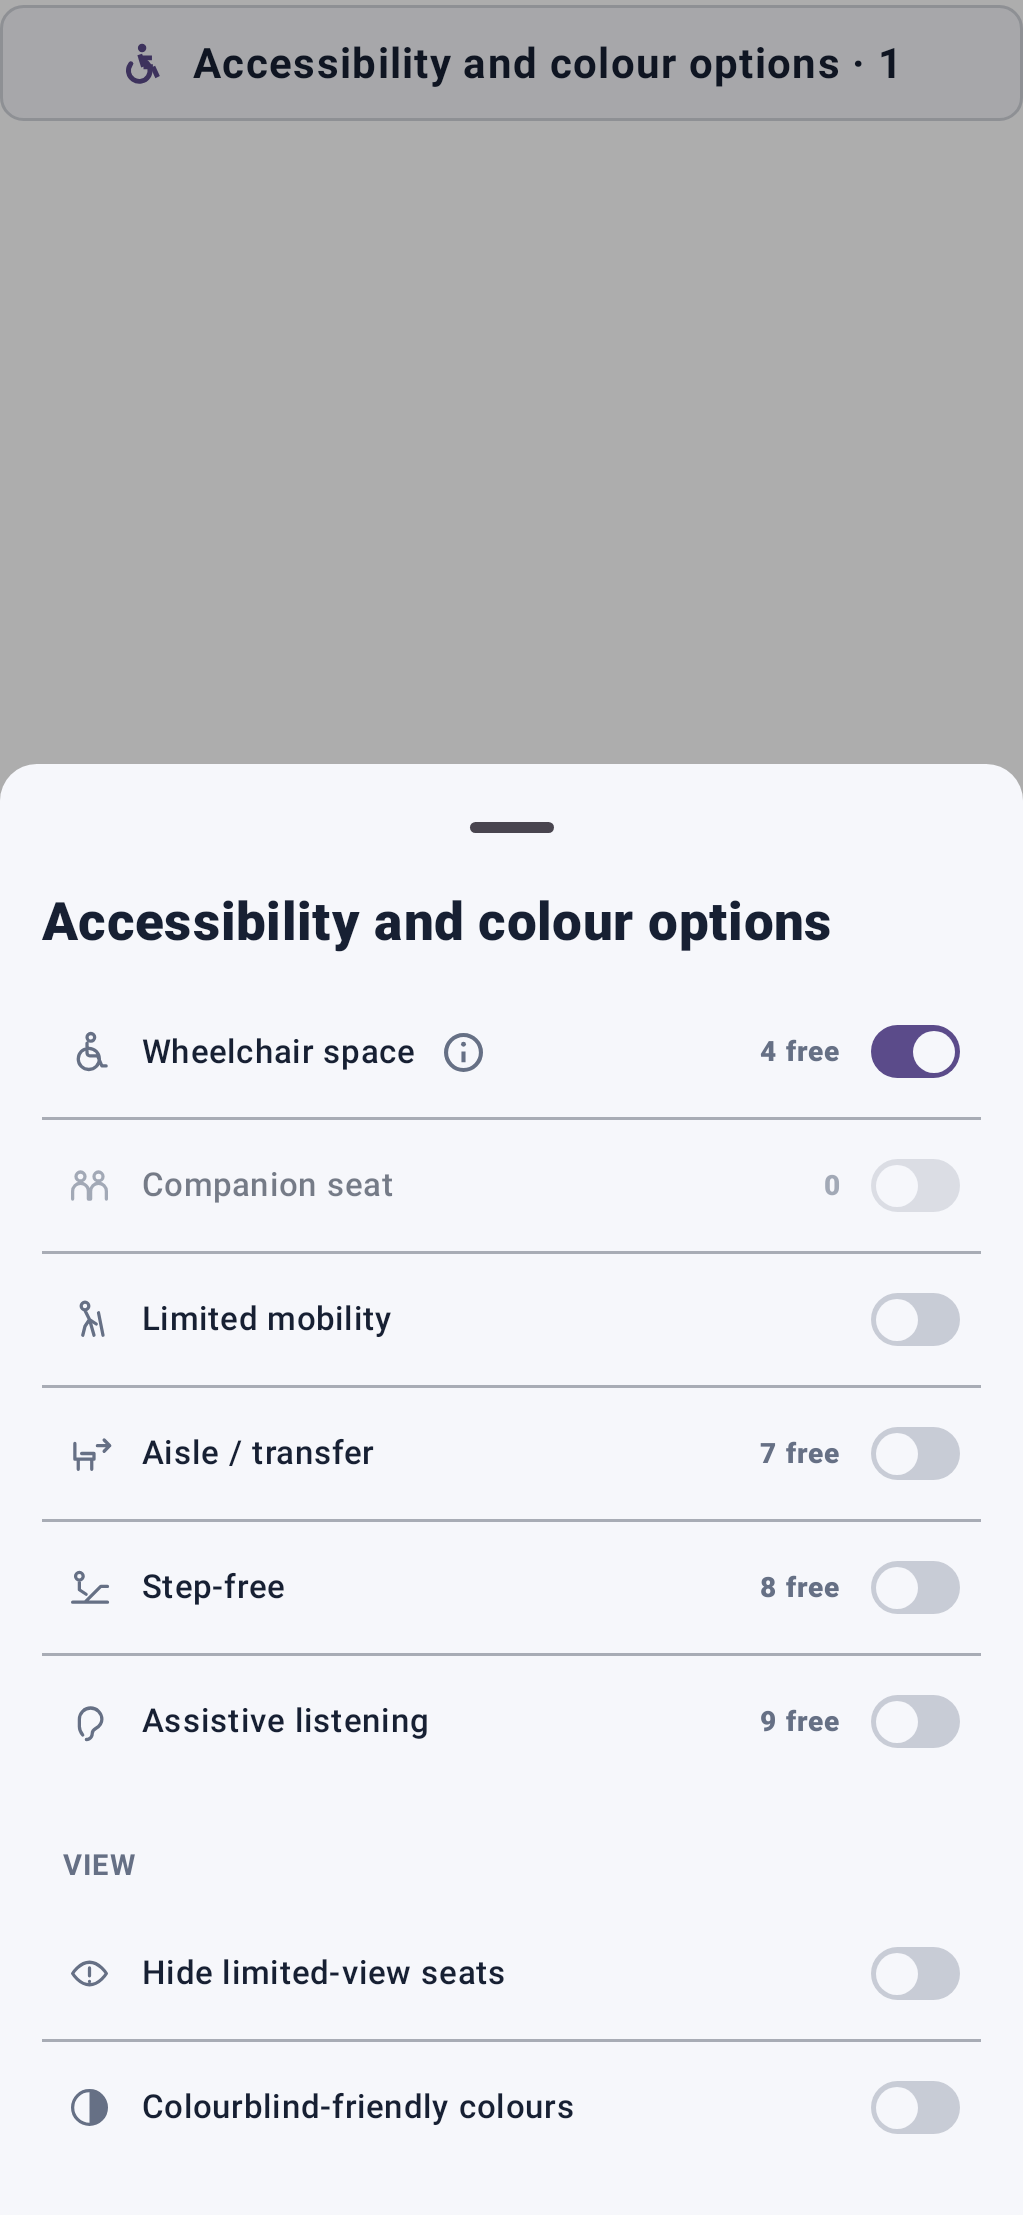 Accessibility and colour options · 1
Accessibility and colour options
Wheelchair space 4 free
Companion seat 0
Limited mobility
Aisle / transfer 7 free
Step-free 8 free
Assistive listening 9 free
VIEW
Hide limited-view seats
Colourblind-friendly colours